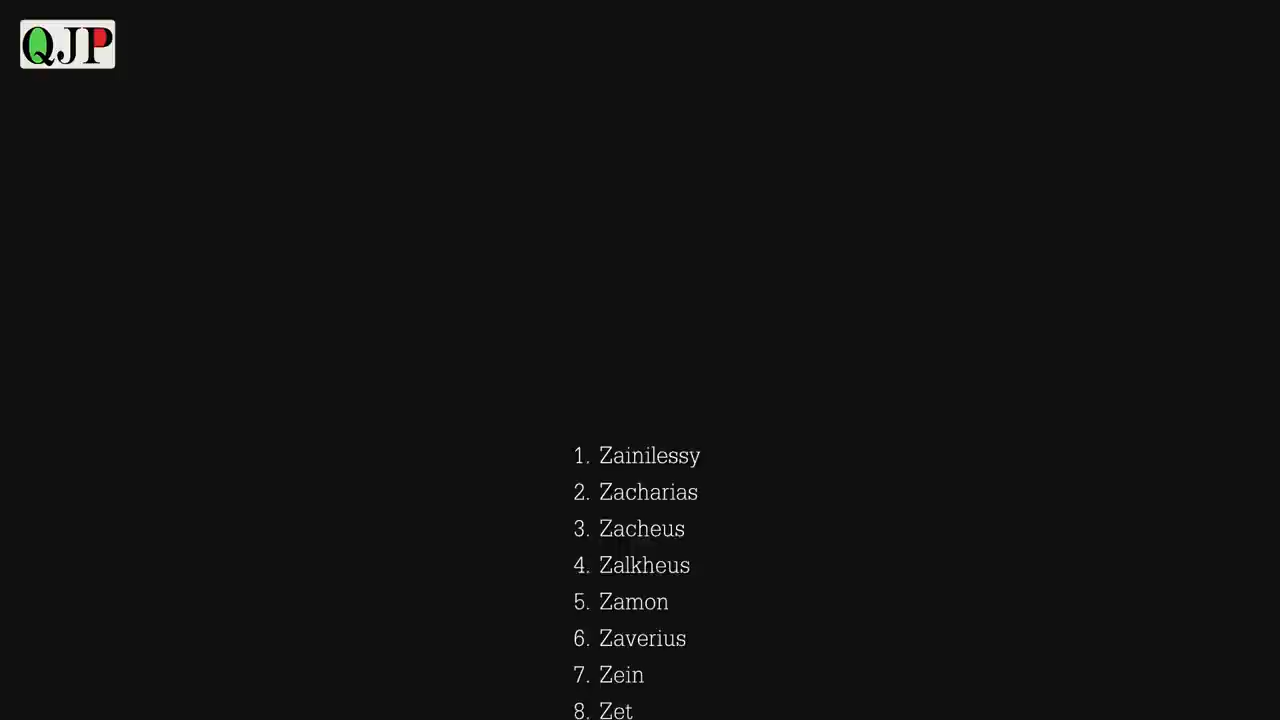 QJP
1. Zainilessy
2. Zacharias
3. Zacheus
4. Zalkheus
5. Zamon
6. Zaverius
7. Zein
8. Zet